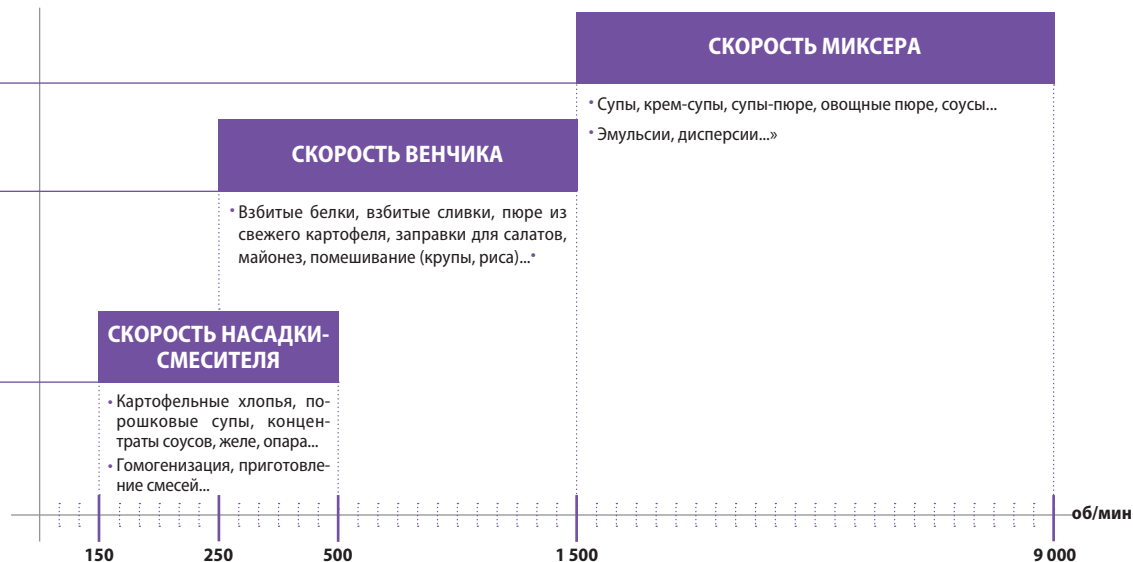 СКОРОСТЬ МИКСЕРА
• Супы, крем-супы, супы-пюре, овощные пюре, соусы...
• Эмульсии, дисперсии...»
СКОРОСТЬ ВЕНЧИКА
• Взбитые белки, взбитые сливки, пюре из
свежего картофеля, заправки для салатов,
майонез, помешивание (крупы, риса)...•
СКОРОСТЬ НАСАДКИ-
СМЕСИТЕЛЯ
• Картофельные хлопья, по-
рошковые супы, концен-
траты соусов, желе, опара...
• Гомогенизация, приготовле-
ние смесей...
об/мин
150 250 500 1 500 9 000